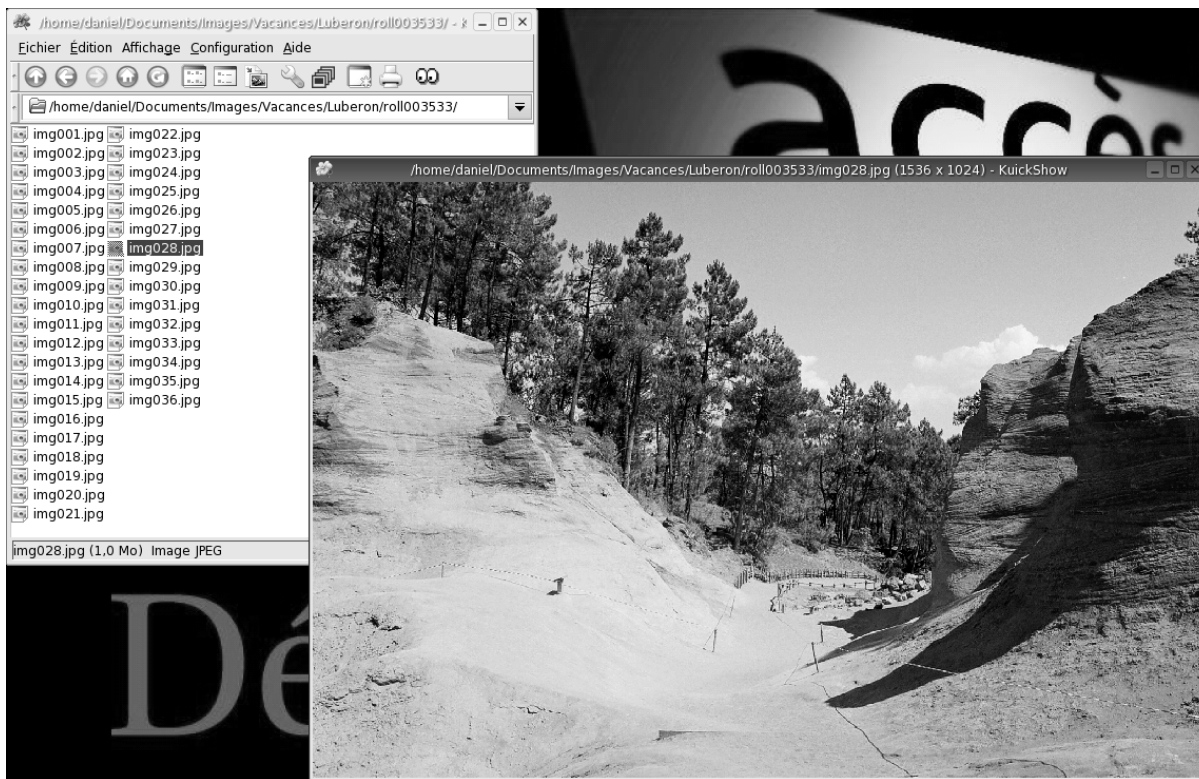 /home/daniel/Documents/Images/Vacances/Luberon/roll003533/ -
Fichier Édition Affichage Configuration Aide
/home/daniel/Documents/Images/Vacances/Luberon/roll003533/
img001.jpg img022.jpg
img002.jpg img023.jpg
img003.jpg img024.jpg
img004.jpg img025.jpg
img005.jpg img026.jpg
img006.jpg img027.jpg
img007.jpg img028.jpg
img008.jpg img029.jpg
img009.jpg img030.jpg
img010.jpg img031.jpg
img011.jpg img032.jpg
img012.jpg img033.jpg
img013.jpg img034.jpg
img014.jpg img035.jpg
img015.jpg img036.jpg
img016.jpg
img017.jpg
img018.jpg
img019.jpg
img020.jpg
img021.jpg
img028.jpg (1,0 Mo) Image JPEG
accès
/home/daniel/Documents/Images/Vacances/Luberon/roll003533/img028.jpg (1536 x 1024) - KuickShow
Dé